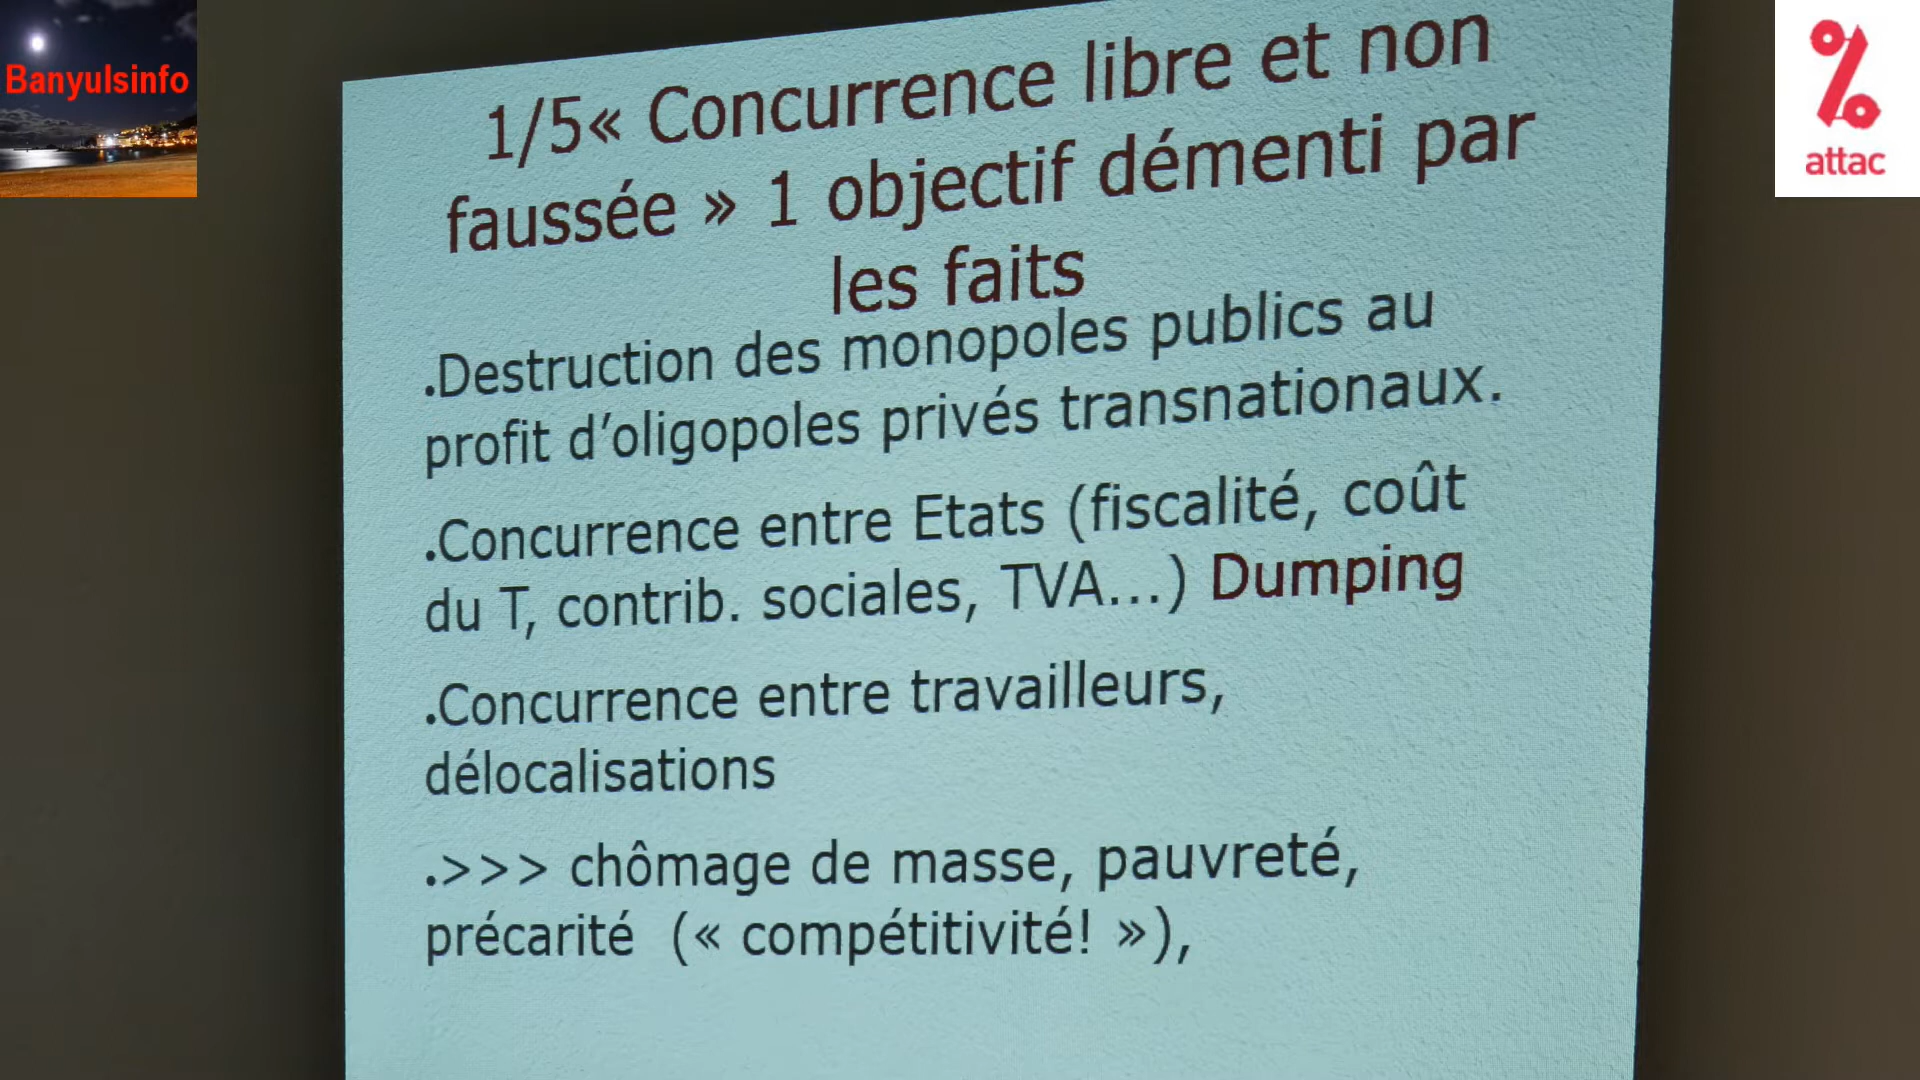 Banyulsinfo
attac
1/5« Concurrence libre et non
faussée » 1 objectif démenti par
les faits
.Destruction des monopoles publics au
profit d’oligopoles privés transnationaux.
.Concurrence entre Etats (fiscalité, coût
du T, contrib. sociales, TVA...) Dumping
.Concurrence entre travailleurs,
délocalisations
.>>> chômage de masse, pauvreté,
précarité (« compétitivité! »),